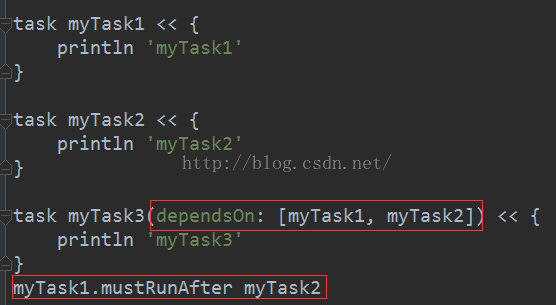 task myTask1 << {
    println 'myTask1'
}
task myTask2 << {
    println 'myTask2'
}
http://blog.csdn.net/
task myTask3(dependsOn: [myTask1, myTask2]) << {
    println 'myTask3'
}
myTask1.mustRunAfter myTask2